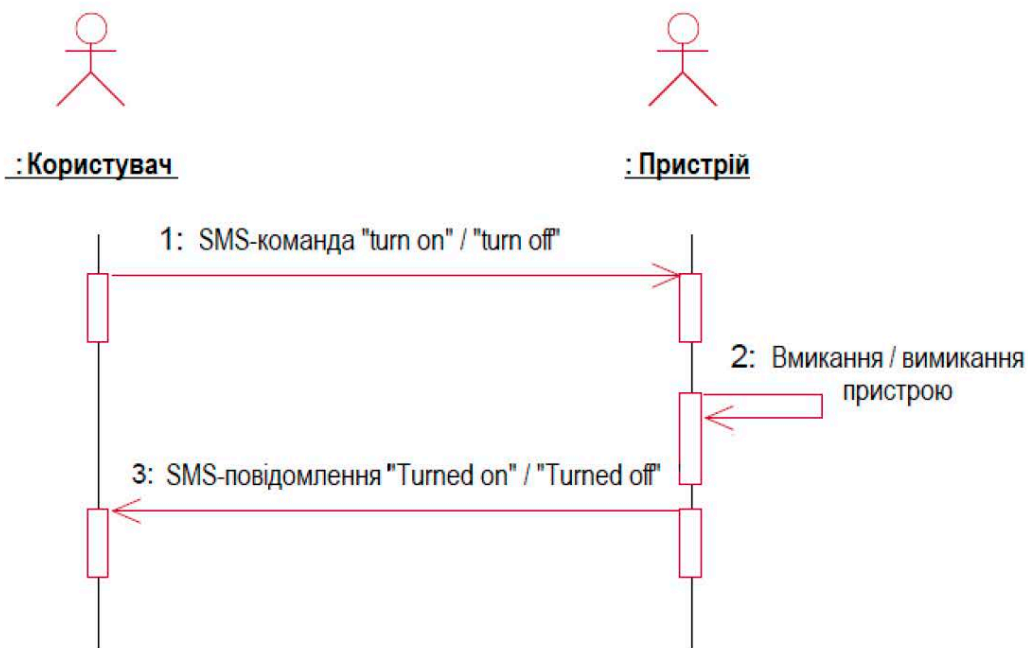 : Користувач
: Пристрій
1: SMS-команда "turn on" / "turn off"
2: Вмикання / вимикання
пристрою
3: SMS-повідомлення "Turned on" / "Turned off"